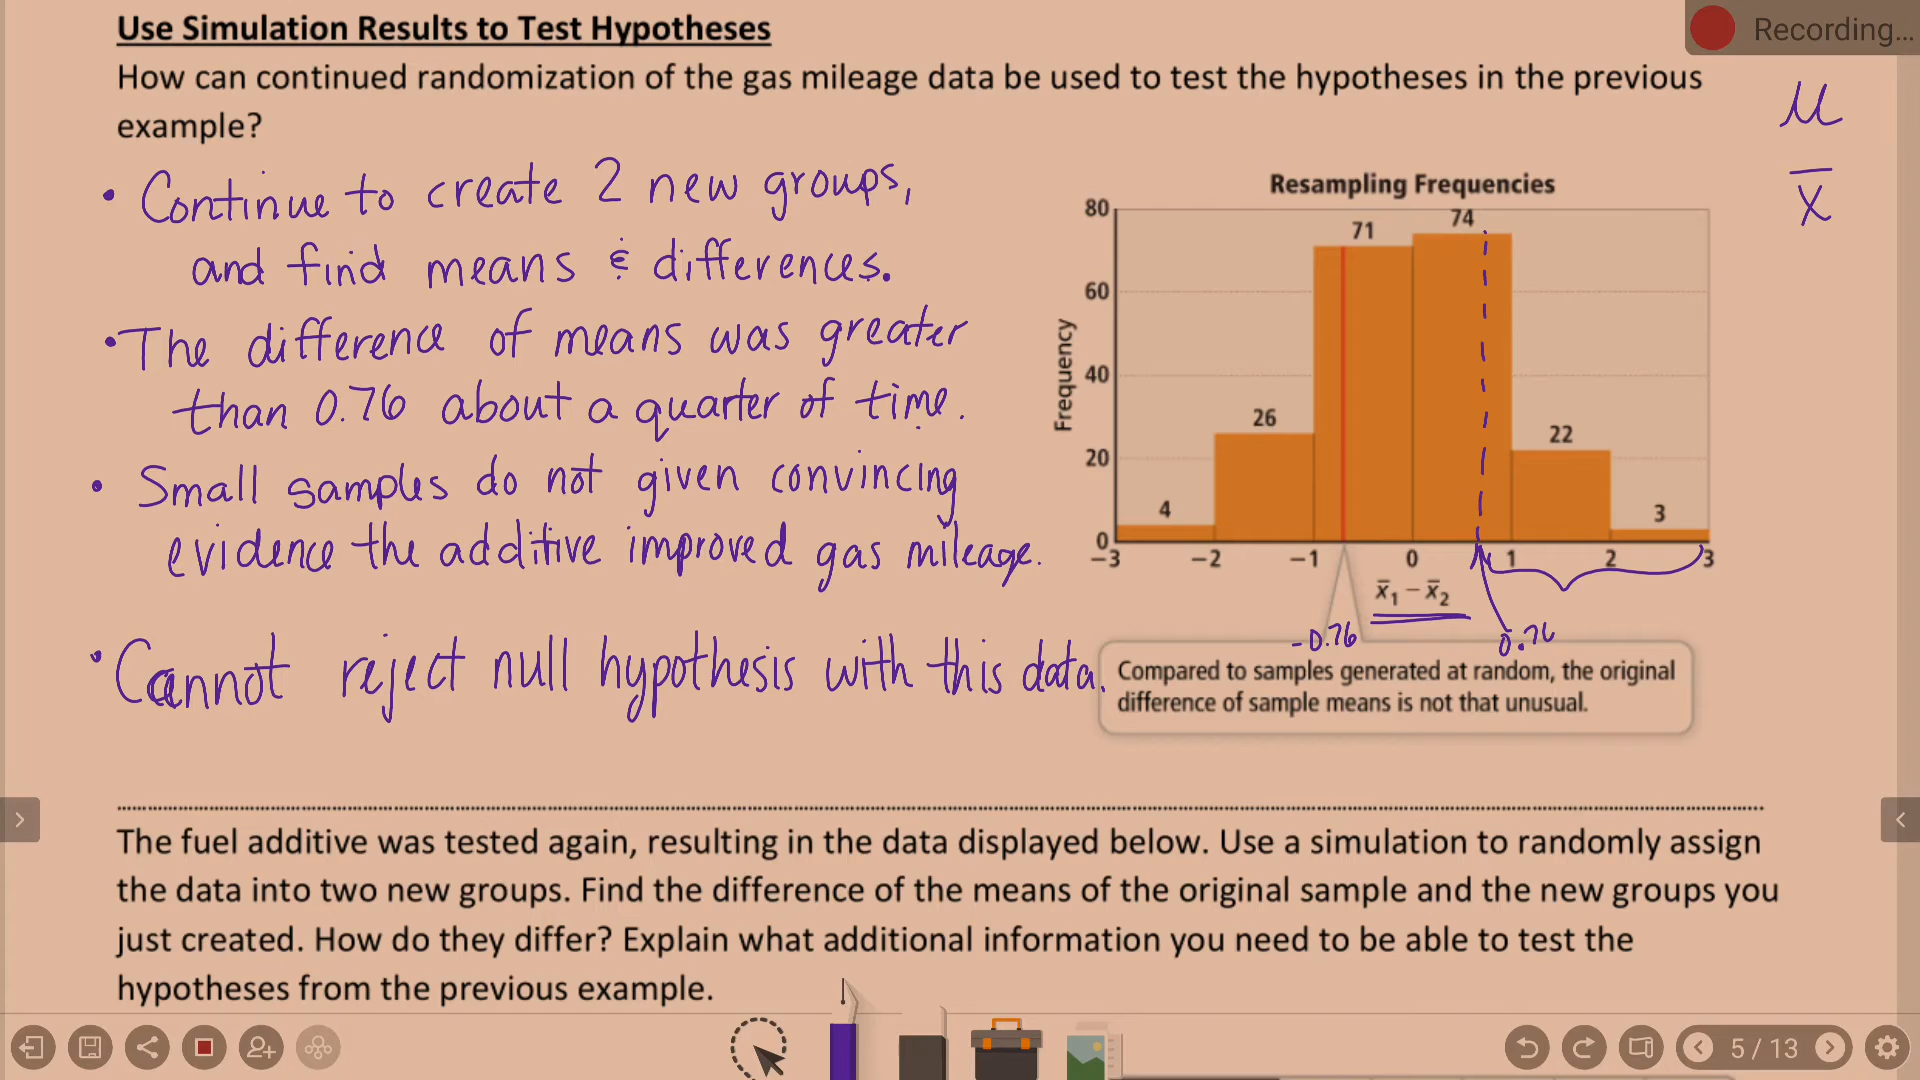 Use Simulation Results to Test Hypotheses
Recording...
How can continued randomization of the gas mileage data be used to test the hypotheses in the previous
example?
μ
x̅
• Continue to create 2 new groups,
and find means & differences.
• The difference of means was greater
than 0.76 about a quarter of time.
• Small samples do not given convincing
evidence the additive improved gas mileage.
• Cannot reject null hypothesis with this data.
Resampling Frequencies
Frequency
80
60
40
20
0
4
26
71
74
22
3
−3 −2 −1 0 1 2 3
x̅₁ − x̅₂
-0.76
0.76
Compared to samples generated at random, the original
difference of sample means is not that unusual.
The fuel additive was tested again, resulting in the data displayed below. Use a simulation to randomly assign
the data into two new groups. Find the difference of the means of the original sample and the new groups you
just created. How do they differ? Explain what additional information you need to be able to test the
hypotheses from the previous example.
5 / 13